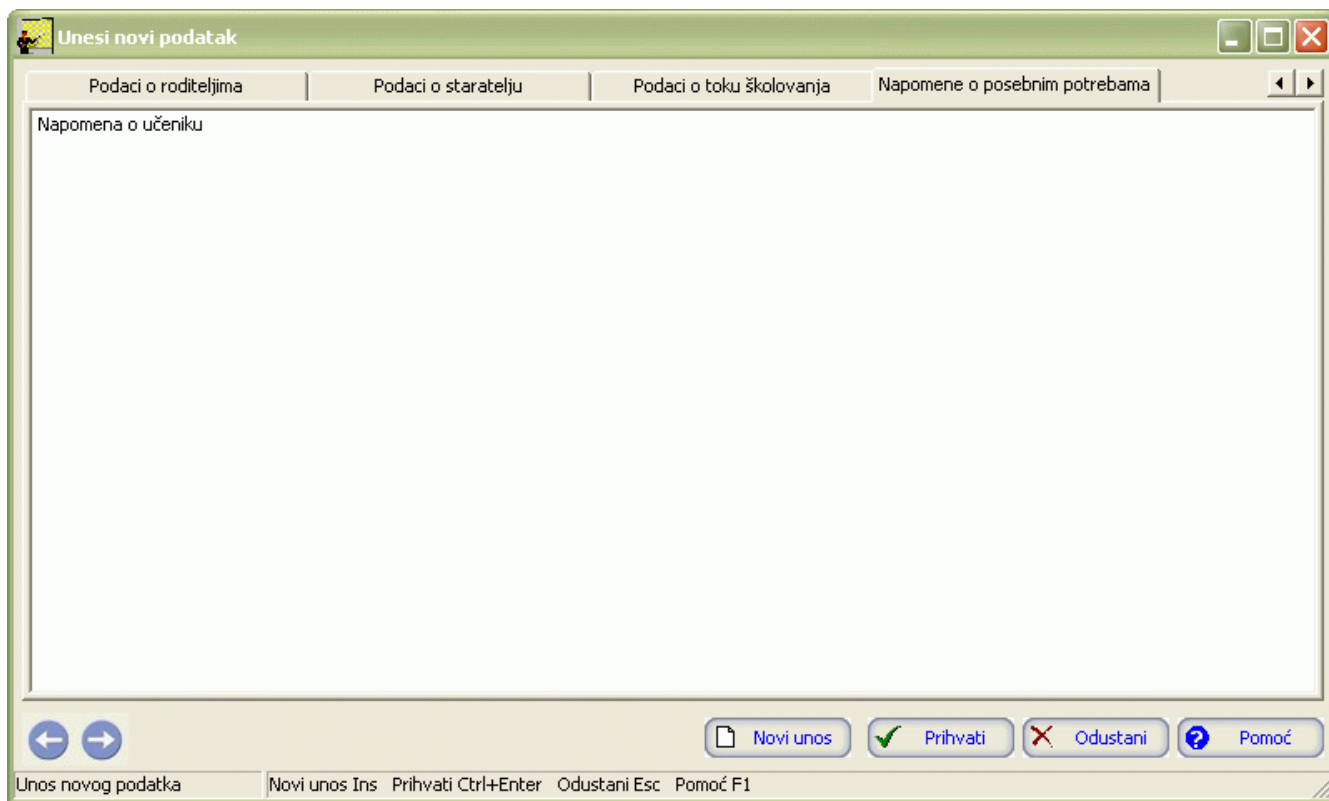 Unesi novi podatak
Podaci o roditeljima Podaci o staratelju Podaci o toku školovanja Napomene o posebnim potrebama
Napomena o učeniku
Novi unos Prihvati Odustani Pomoć
Unos novog podatka Novi unos Ins Prihvati Ctrl+Enter Odustani Esc Pomoć F1